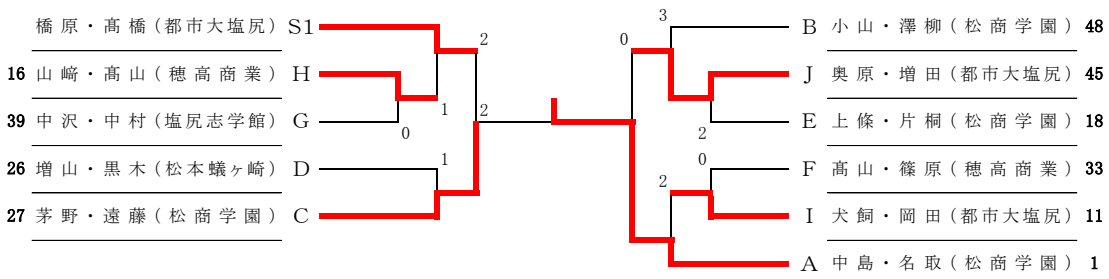 橋原・髙橋(都市大塩尻) S1
16 山﨑・髙山(穂高商業) H
39 中沢・中村(塩尻志学館) G
26 増山・黒木(松本蟻ヶ崎) D
27 茅野・遠藤(松商学園) C
2
1
0
2
1
0
3
2
0
2
B 小山・澤柳(松商学園) 48
J 奥原・増田(都市大塩尻) 45
E 上條・片桐(松商学園) 18
F 髙山・篠原(穂高商業) 33
I 犬飼・岡田(都市大塩尻) 11
A 中島・名取(松商学園) 1